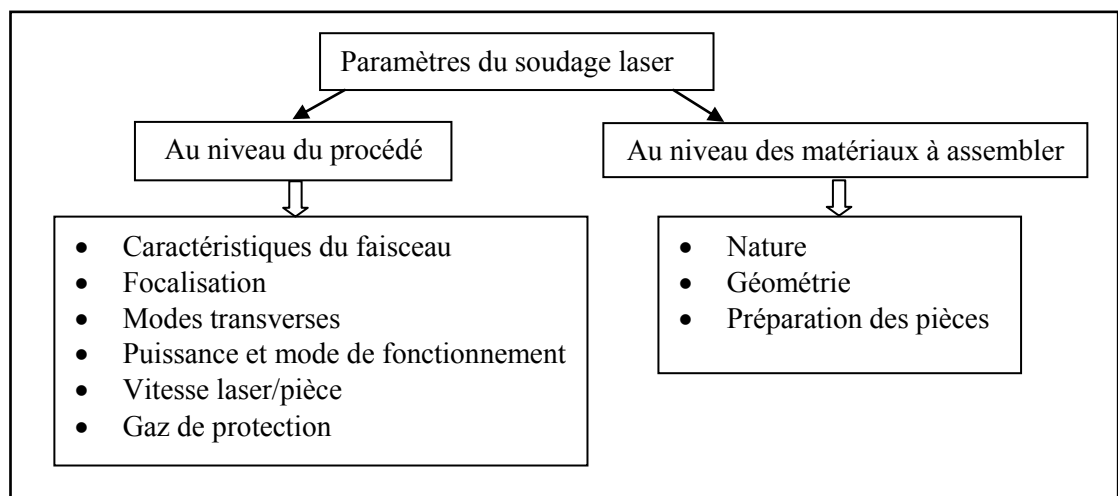 Paramètres du soudage laser
Au niveau du procédé
Au niveau des matériaux à assembler
• Caractéristiques du faisceau
• Focalisation
• Modes transverses
• Puissance et mode de fonctionnement
• Vitesse laser/pièce
• Gaz de protection
• Nature
• Géométrie
• Préparation des pièces